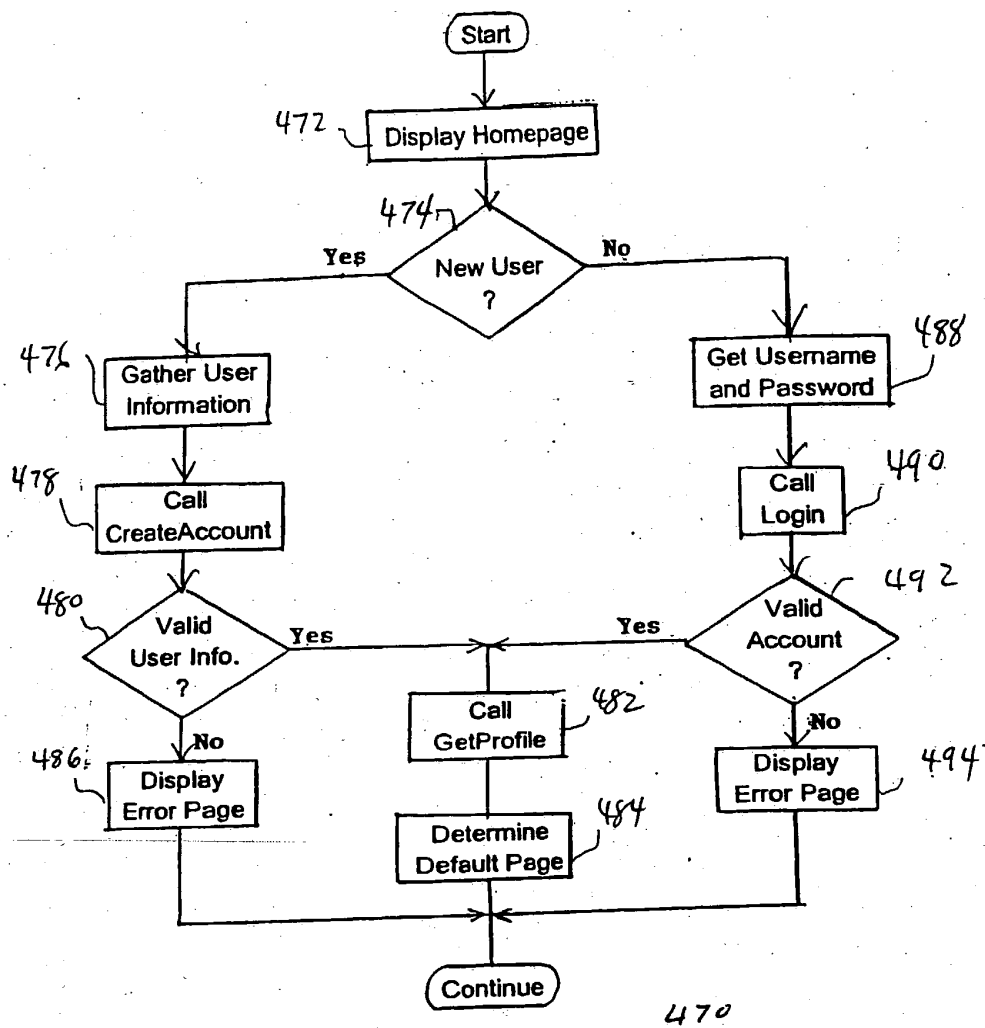 Start
472
Display Homepage
474
Yes
No
New User
?
476
Gather User
Information
488
Get Username
and Password
478
Call
CreateAccount
490
Call
Login
480
Valid
User Info.
?
Yes
492
Valid
Account
?
Yes
482
Call
GetProfile
No
486
Display
Error Page
No
494
Display
Error Page
484
Determine
Default Page
Continue
470